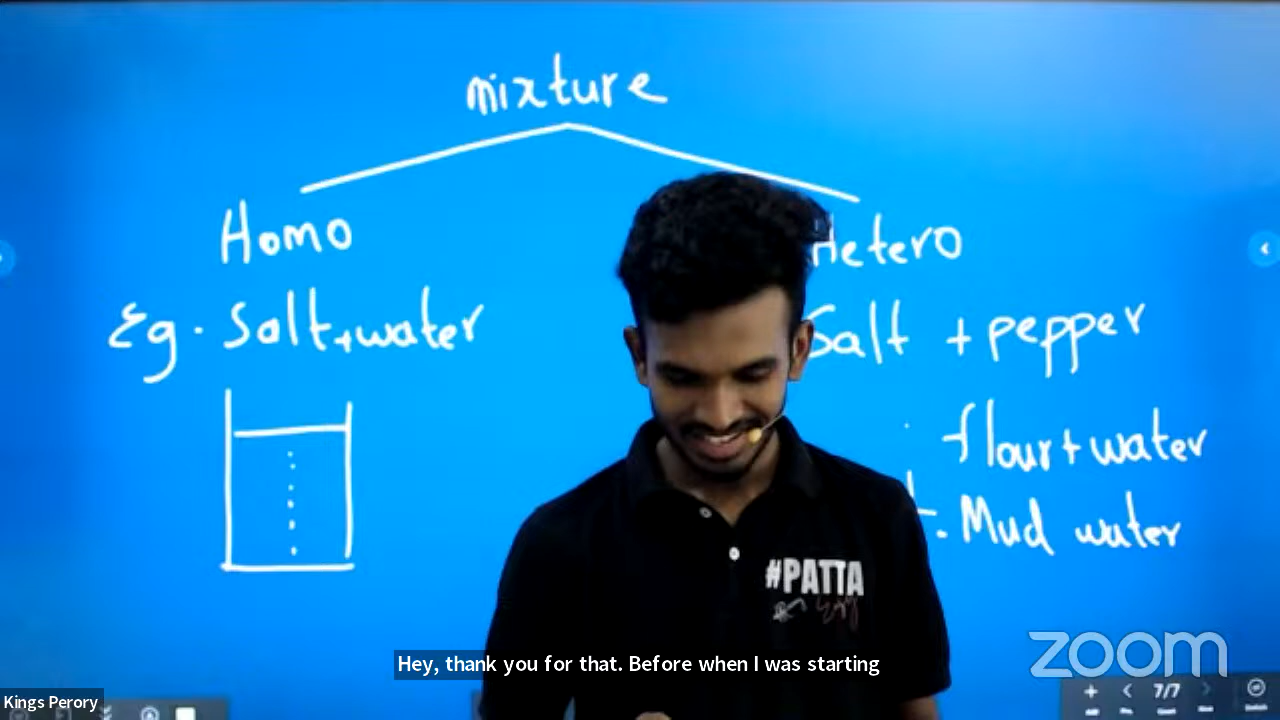 mixture
Homo
Hetero
Eg. Salt+water
Salt + pepper
flour+water
Mud water
#PATTA
Hey, thank you for that. Before when I was starting
zoom
Kings Perory
7/7